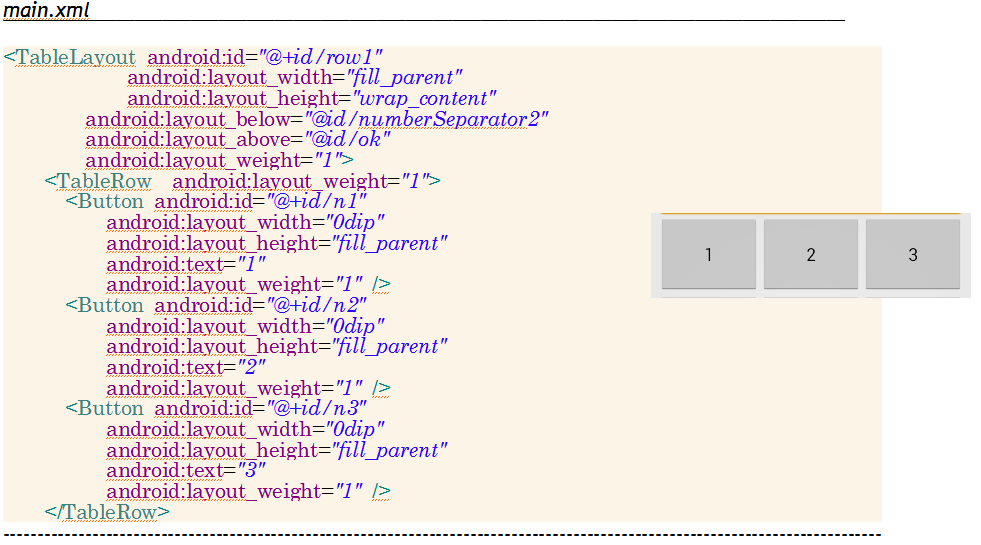 main.xml
<TableLayout android:id="@+id/row1"
android:layout_width="fill_parent"
android:layout_height="wrap_content"
android:layout_below="@id/numberSeparator2"
android:layout_above="@id/ok"
android:layout_weight="1">
<TableRow android:layout_weight="1">
<Button android:id="@+id/n1"
android:layout_width="0dip"
android:layout_height="fill_parent"
android:text="1"
android:layout_weight="1" />
<Button android:id="@+id/n2"
android:layout_width="0dip"
android:layout_height="fill_parent"
android:text="2"
android:layout_weight="1" />
<Button android:id="@+id/n3"
android:layout_width="0dip"
android:layout_height="fill_parent"
android:text="3"
android:layout_weight="1" />
</TableRow>
1 2 3